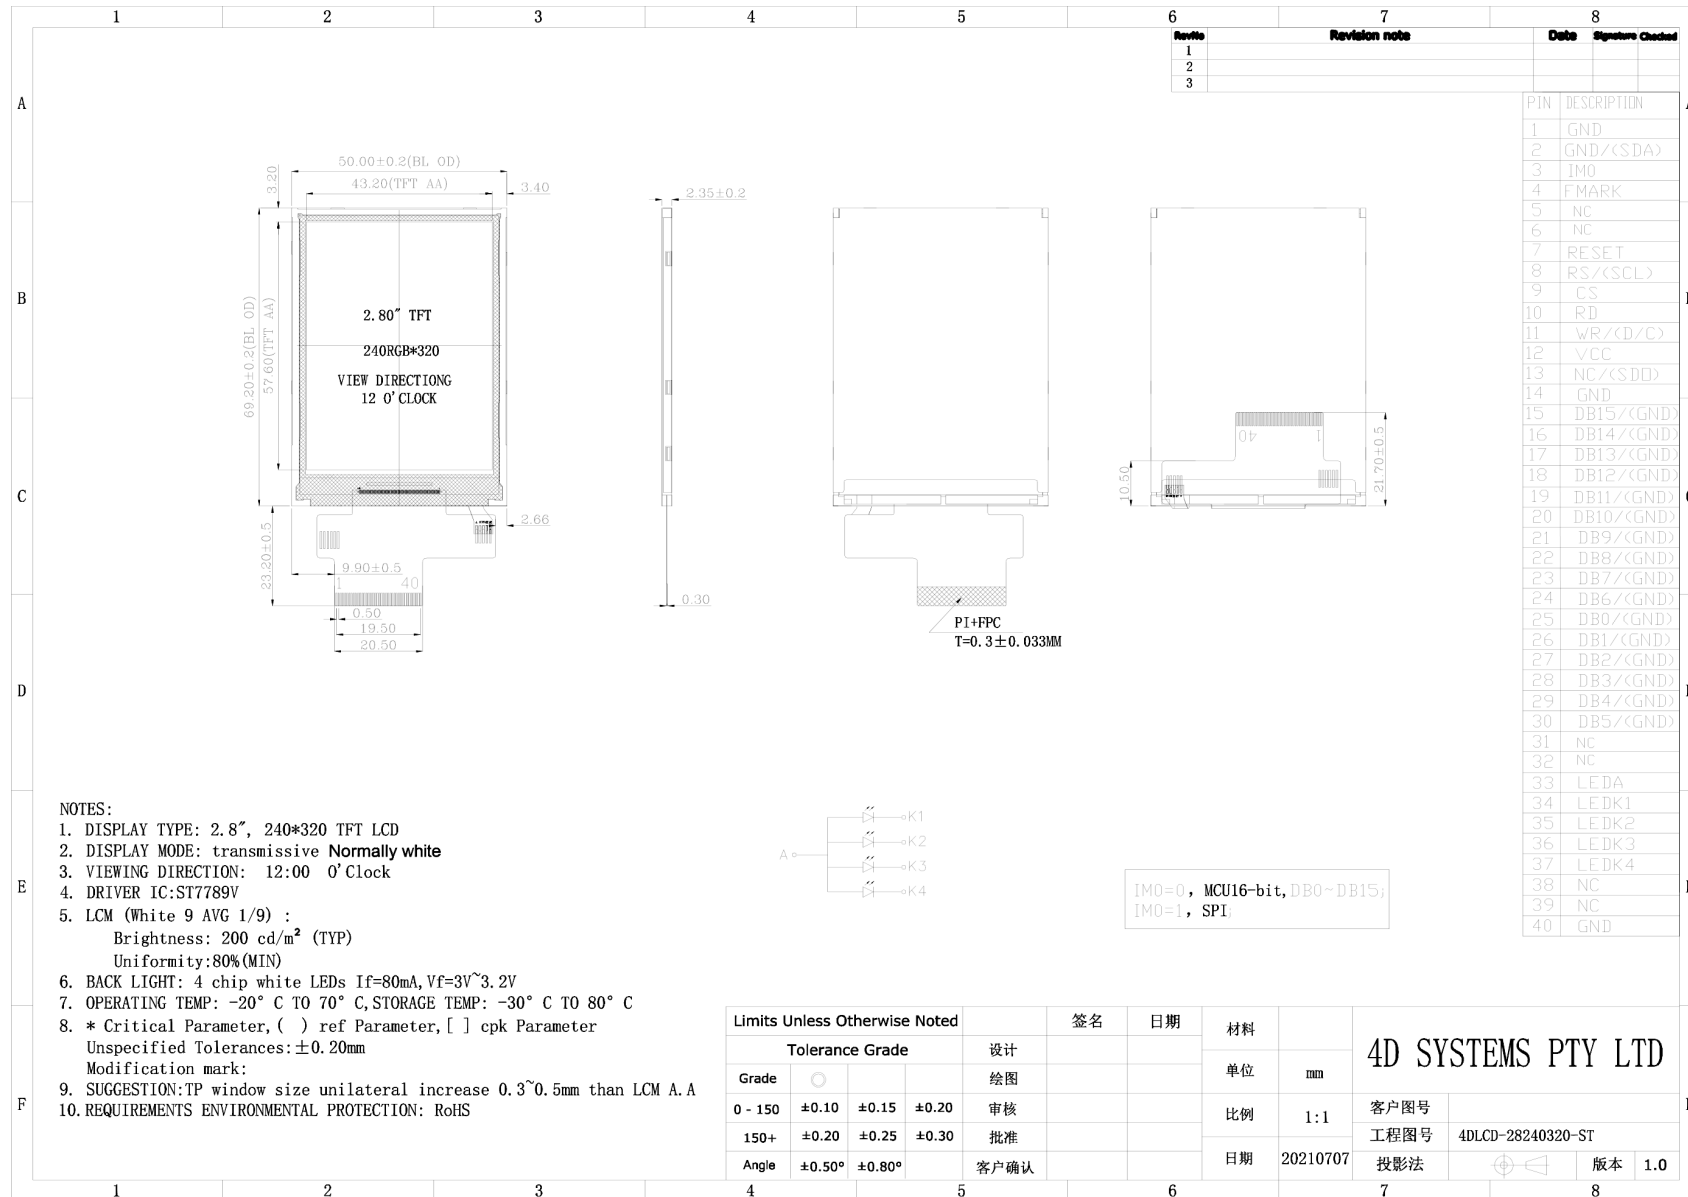 1 2 3 4 5 6 7 8
RevNo Revision note Date Signature Checked
1
2
3
A
B
C
D
E
F
PIN DESCRIPTION
1 GND
2 GND/(SDA)
3 IM0
4 FMARK
5 NC
6 NC
7 RESET
8 RS/(SCL)
9 CS
10 RD
11 WR/(D/C)
12 VCC
13 NC/(SDO)
14 GND
15 DB15/(GND)
16 DB14/(GND)
17 DB13/(GND)
18 DB12/(GND)
19 DB11/(GND)
20 DB10/(GND)
21 DB9/(GND)
22 DB8/(GND)
23 DB7/(GND)
24 DB6/(GND)
25 DB0/(GND)
26 DB1/(GND)
27 DB2/(GND)
28 DB3/(GND)
29 DB4/(GND)
30 DB5/(GND)
31 NC
32 NC
33 LEDA
34 LEDK1
35 LEDK2
36 LEDK3
37 LEDK4
38 NC
39 NC
40 GND
50.00±0.2(BL OD)
43.20(TFT AA)
3.20
3.40
69.20±0.2(BL OD)
57.60(TFT AA)
2.80" TFT
240RGB*320
VIEW DIRECTIONG
12 O'CLOCK
2.66
23.20±0.5
9.90±0.5
1 40
0.50
19.50
20.50
2.35±0.2
0.30
PI+FPC
T=0.3±0.033MM
40 1
10.50
21.70±0.5
NOTES:
1. DISPLAY TYPE: 2.8", 240*320 TFT LCD
2. DISPLAY MODE: transmissive Normally white
3. VIEWING DIRECTION: 12:00 O'Clock
4. DRIVER IC:ST7789V
5. LCM (White 9 AVG 1/9) :
Brightness: 200 cd/m² (TYP)
Uniformity:80%(MIN)
6. BACK LIGHT: 4 chip white LEDs If=80mA,Vf=3V~3.2V
7. OPERATING TEMP: -20° C TO 70° C,STORAGE TEMP: -30° C TO 80° C
8. * Critical Parameter,( ) ref Parameter,[ ] cpk Parameter
Unspecified Tolerances:±0.20mm
Modification mark:
9. SUGGESTION:TP window size unilateral increase 0.3~0.5mm than LCM A.A
10.REQUIREMENTS ENVIRONMENTAL PROTECTION: RoHS
A
K1
K2
K3
K4
IM0=0, MCU16-bit,DB0~DB15;
IM0=1, SPI;
Limits Unless Otherwise Noted 签名 日期
Tolerance Grade 设计
Grade 绘图
0 - 150 ±0.10 ±0.15 ±0.20 审核
150+ ±0.20 ±0.25 ±0.30 批准
Angle ±0.50° ±0.80° 客户确认
材料
单位 mm
比例 1:1
日期 20210707
4D SYSTEMS PTY LTD
客户图号
工程图号 4DLCD-28240320-ST
投影法 版本 1.0
1 2 3 4 5 6 7 8